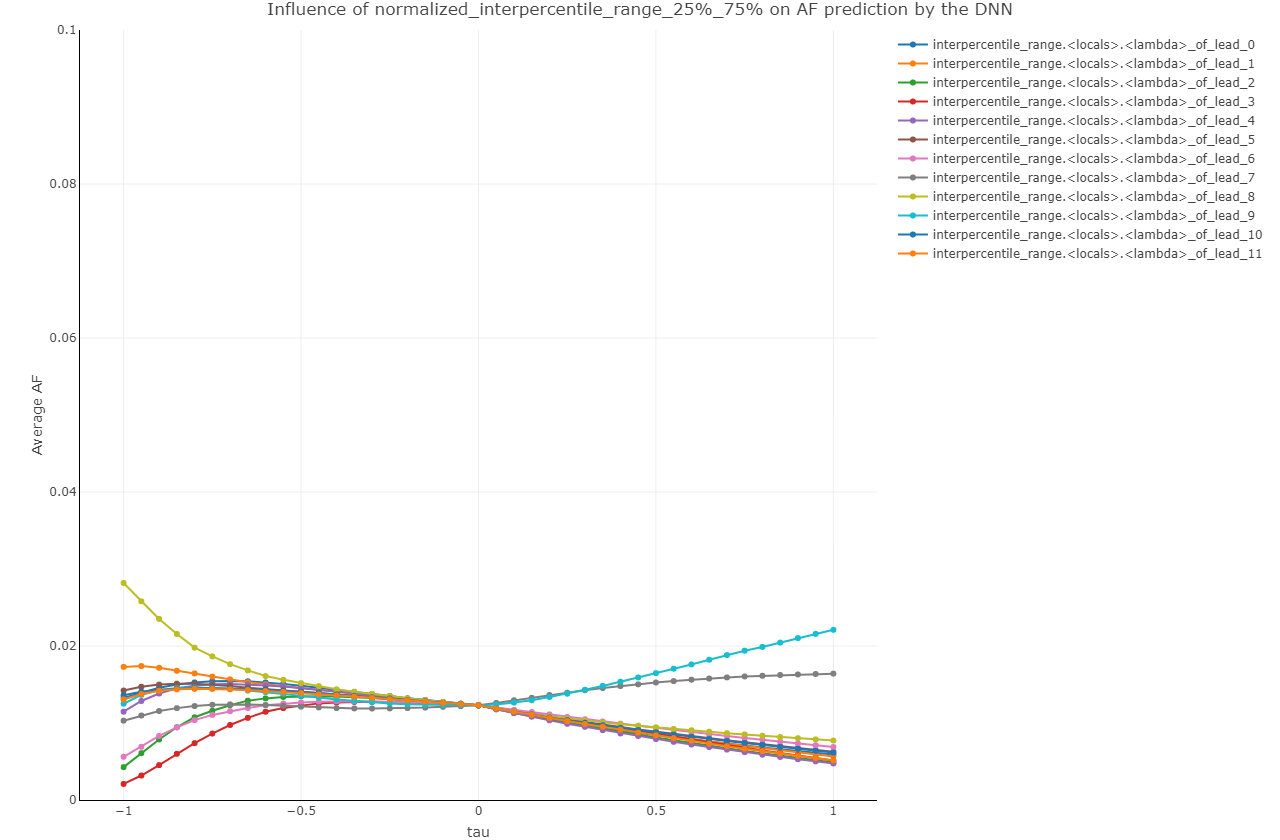 Influence of normalized_interpercentile_range_25%_75% on AF prediction by the DNN
0.1
0.08
0.06
0.04
0.02
0
Average AF
−1
−0.5
0
0.5
1
tau
interpercentile_range.<locals>.<lambda>_of_lead_0
interpercentile_range.<locals>.<lambda>_of_lead_1
interpercentile_range.<locals>.<lambda>_of_lead_2
interpercentile_range.<locals>.<lambda>_of_lead_3
interpercentile_range.<locals>.<lambda>_of_lead_4
interpercentile_range.<locals>.<lambda>_of_lead_5
interpercentile_range.<locals>.<lambda>_of_lead_6
interpercentile_range.<locals>.<lambda>_of_lead_7
interpercentile_range.<locals>.<lambda>_of_lead_8
interpercentile_range.<locals>.<lambda>_of_lead_9
interpercentile_range.<locals>.<lambda>_of_lead_10
interpercentile_range.<locals>.<lambda>_of_lead_11